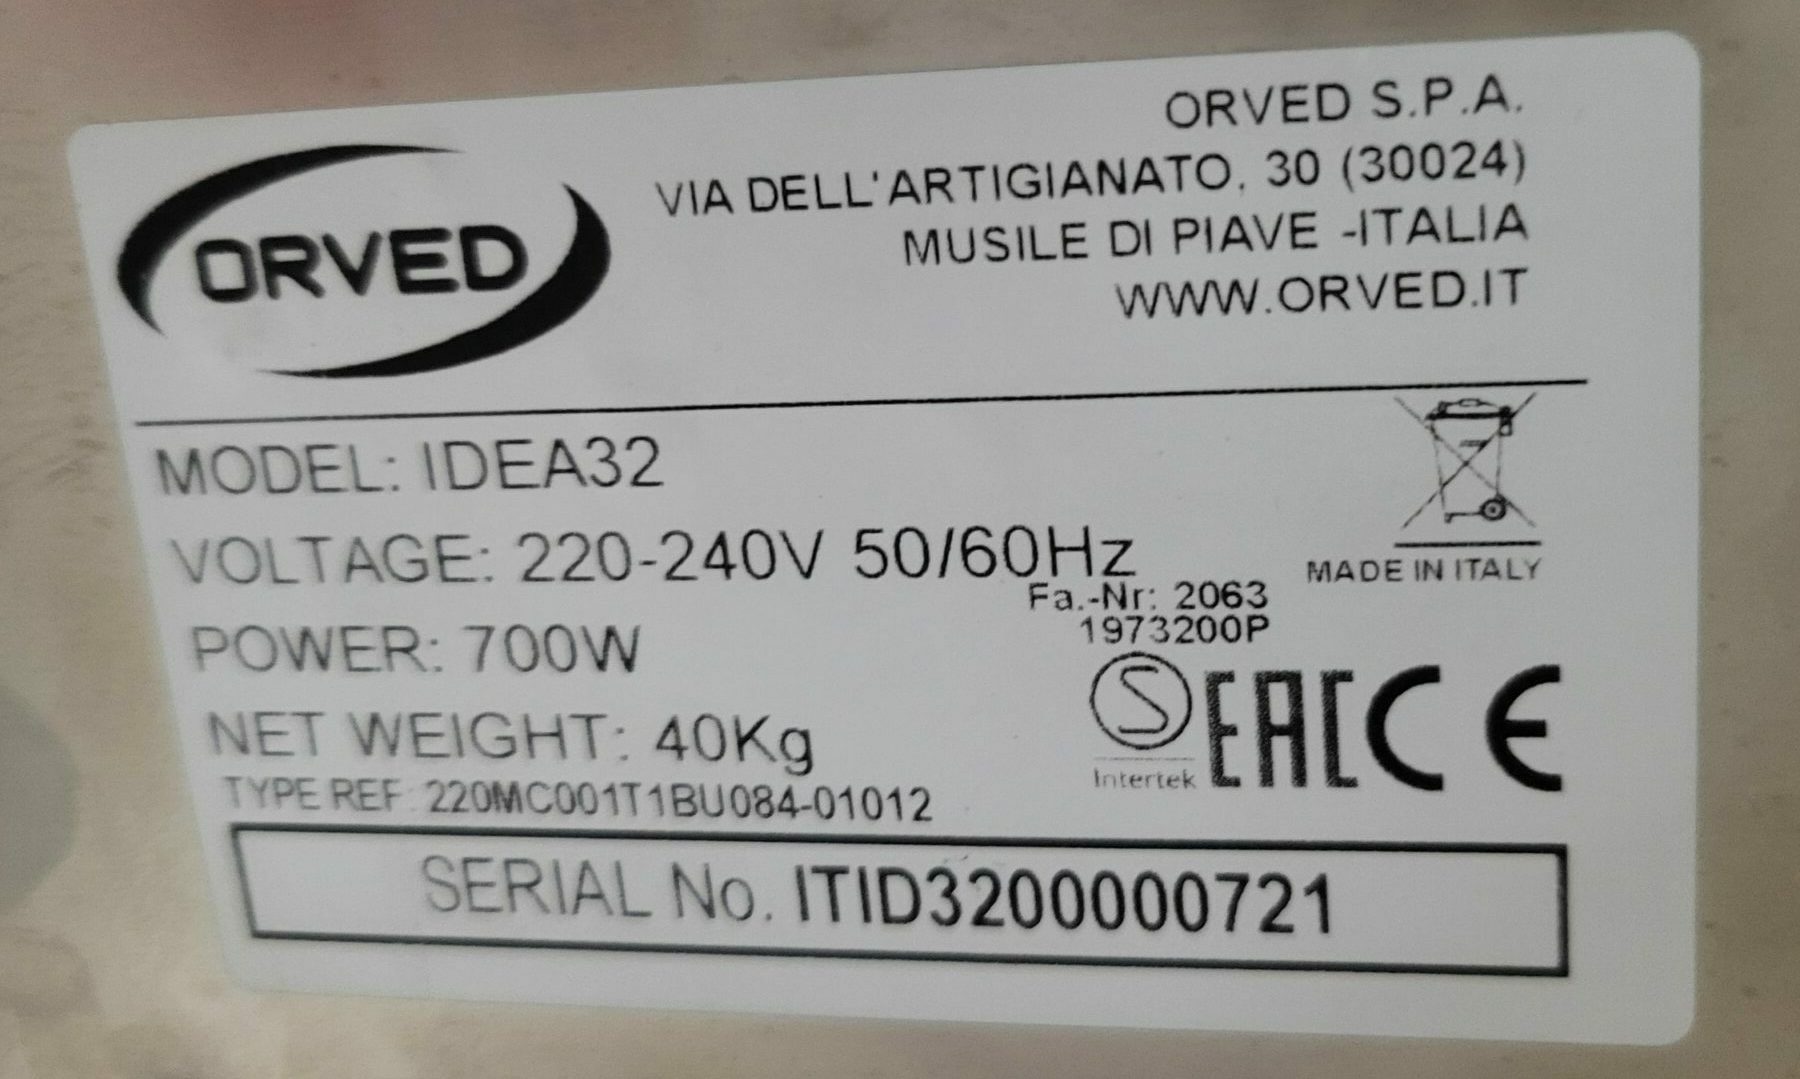 ORVED
ORVED S.P.A.
VIA DELL'ARTIGIANATO, 30 (30024)
MUSILE DI PIAVE -ITALIA
WWW.ORVED.IT
MODEL: IDEA32
VOLTAGE: 220-240V 50/60Hz
MADE IN ITALY
Fa.-Nr: 2063
1973200P
POWER: 700W
NET WEIGHT: 40Kg
S
Intertek
EAC CE
TYPE REF: 220MC001T1BU084-01012
SERIAL No. ITID3200000721